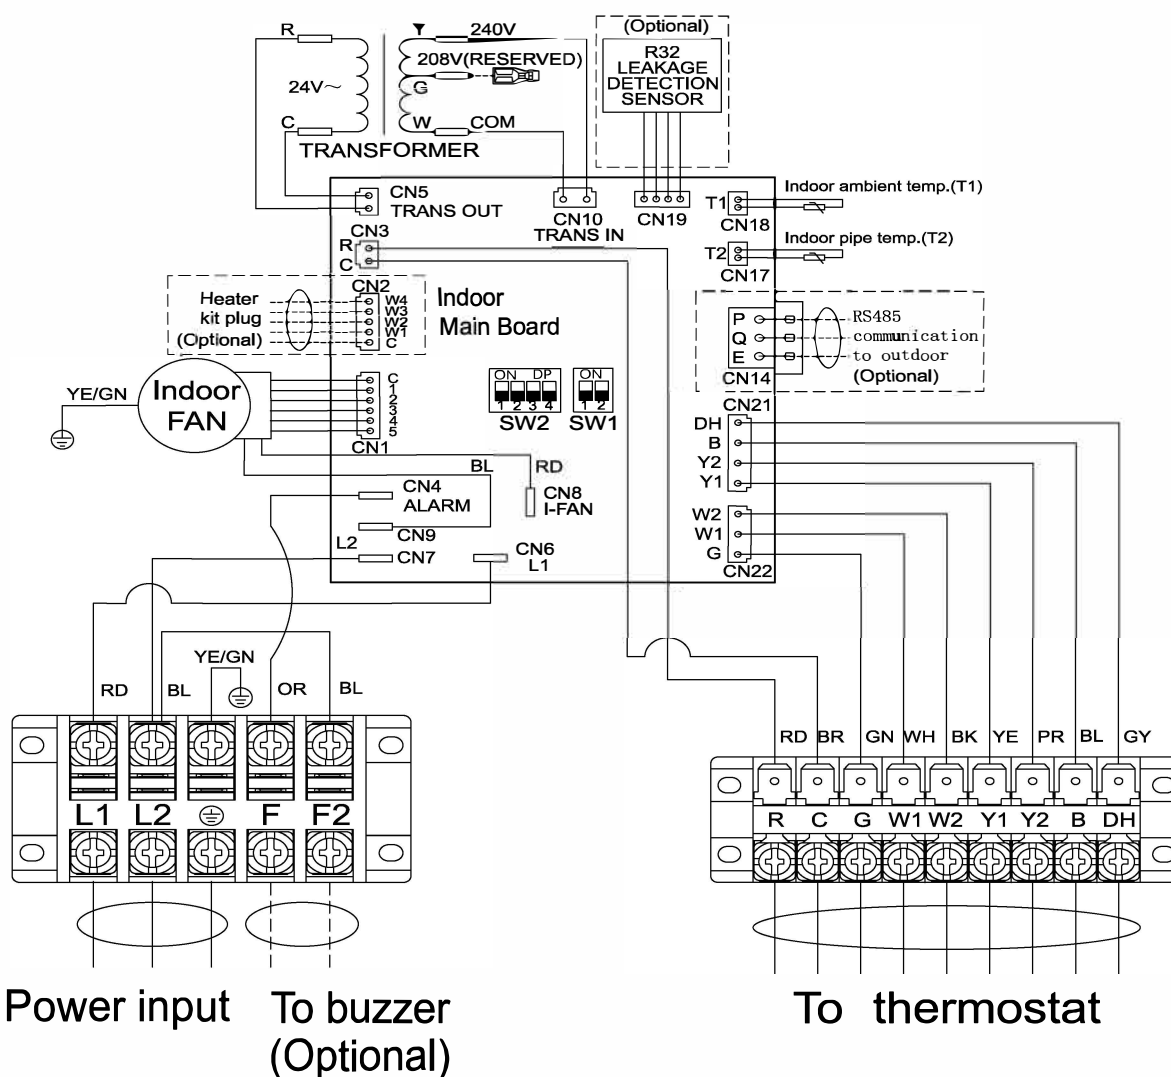 R
Y
240V
(Optional)
208V(RESERVED)
24V~
G
R32
LEAKAGE
DETECTION
SENSOR
C
W
COM
TRANSFORMER
CN5
TRANS OUT
CN10
TRANS IN
CN19
T1
CN18
Indoor ambient temp.(T1)
CN3
R
C
T2
CN17
Indoor pipe temp.(T2)
Heater
kit plug
(Optional)
CN2
W4
W3
W2
W1
C
Indoor
Main Board
P
Q
E
CN14
RS485
communication
to outdoor
(Optional)
YE/GN
Indoor
FAN
C
1
2
3
4
5
CN1
ON DP
1 2 3 4
SW2
ON
1 2
SW1
CN21
DH
B
Y2
Y1
BL
RD
CN4
ALARM
CN8
I-FAN
CN9
L2
CN7
CN6
L1
W2
W1
G
CN22
YE/GN
RD
BL
OR
BL
RD BR GN WH BK YE PR BL GY
L1 L2 F F2
R C G W1 W2 Y1 Y2 B DH
Power input
To buzzer
(Optional)
To thermostat